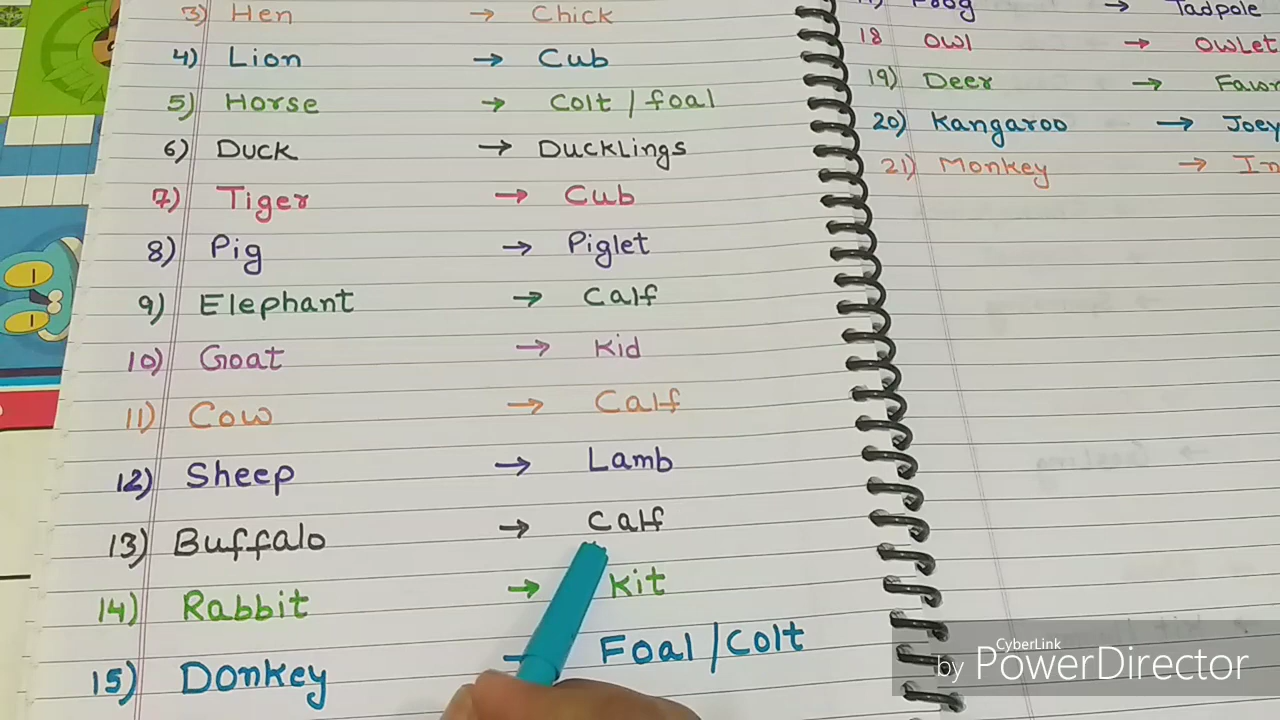 3) Hen → Chick
4) Lion → Cub
5) Horse → Colt / foal
6) Duck → Ducklings
7) Tiger → Cub
8) Pig → Piglet
9) Elephant → Calf
10) Goat → Kid
11) Cow → Calf
12) Sheep → Lamb
13) Buffalo → Calf
14) Rabbit → Kit
15) Donkey → Foal / Colt
→ Tadpole
18 Owl → Owlet
19) Deer →
20) Kangaroo → Joey
21) Monkey →
CyberLink
by PowerDirector